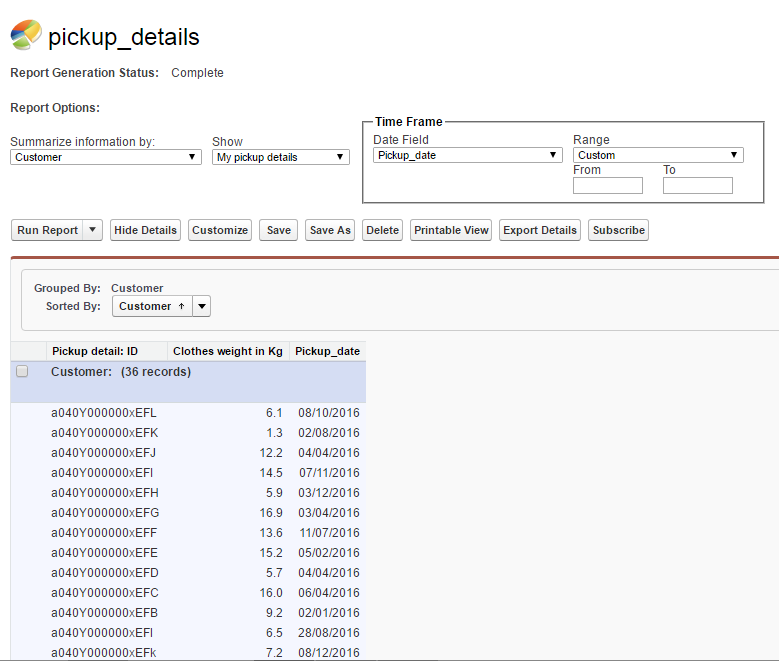 pickup_details
Report Generation Status: Complete
Report Options:
Time Frame
Summarize information by: Show Date Field Range
Customer My pickup details Pickup_date Custom
From To
Run Report Hide Details Customize Save Save As Delete Printable View Export Details Subscribe
Grouped By: Customer
Sorted By: Customer ↑
Pickup detail: ID Clothes weight in Kg Pickup_date
Customer: (36 records)
a040Y000000xEFL 6.1 08/10/2016
a040Y000000xEFK 1.3 02/08/2016
a040Y000000xEFJ 12.2 04/04/2016
a040Y000000xEFI 14.5 07/11/2016
a040Y000000xEFH 5.9 03/12/2016
a040Y000000xEFG 16.9 03/04/2016
a040Y000000xEFF 13.6 11/07/2016
a040Y000000xEFE 15.2 05/02/2016
a040Y000000xEFD 5.7 04/04/2016
a040Y000000xEFC 16.0 06/04/2016
a040Y000000xEFB 9.2 02/01/2016
a040Y000000xEFl 6.5 28/08/2016
a040Y000000xEFk 7.2 08/12/2016